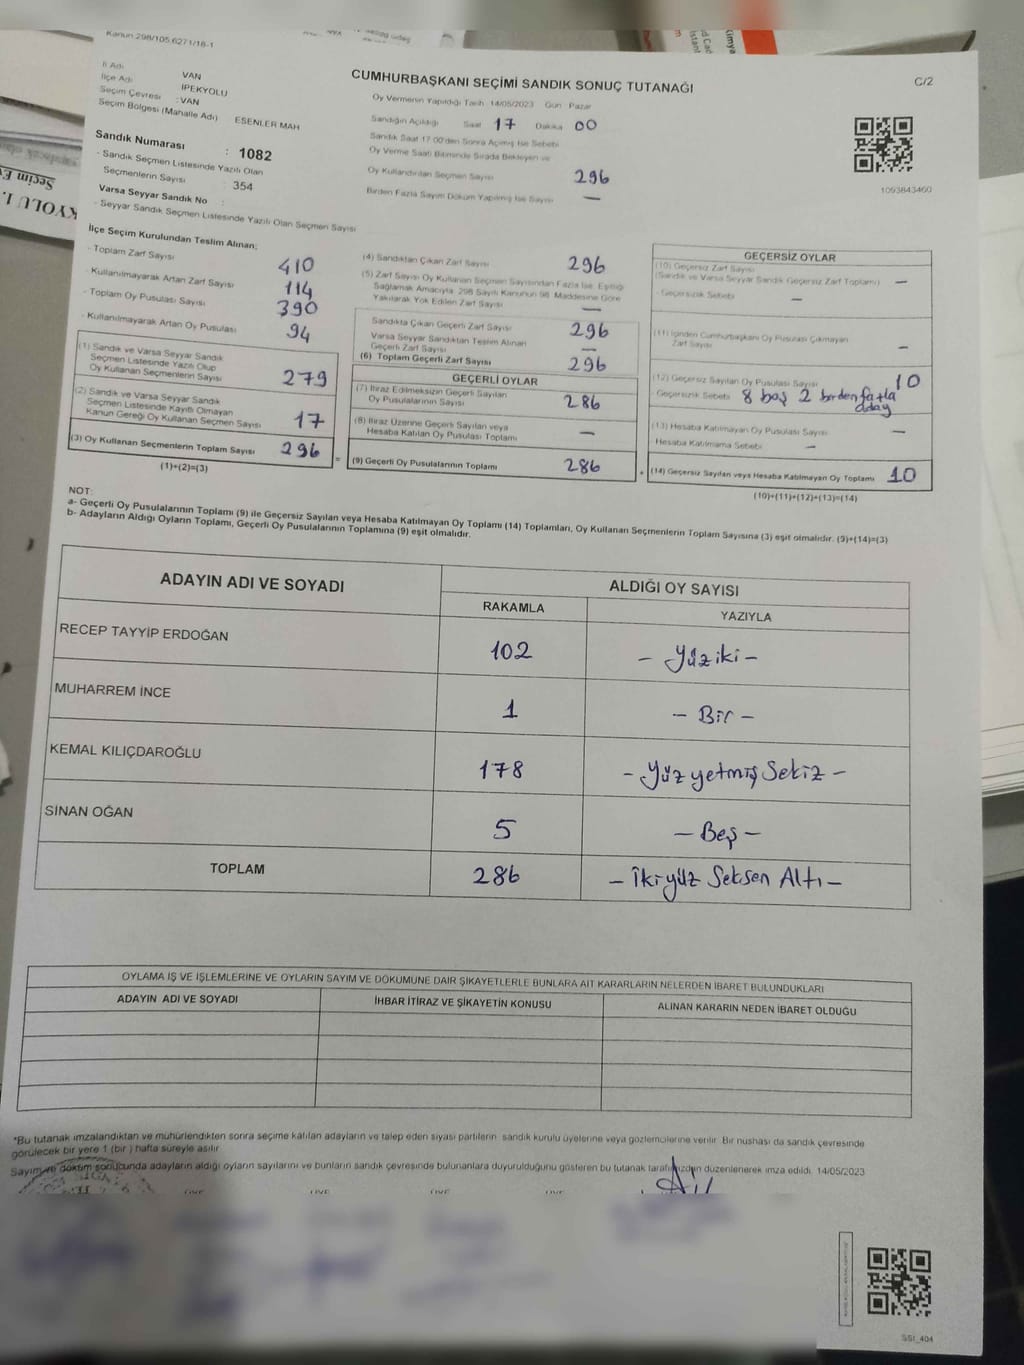 Kanun 298/105,6271/18-1
C/2
CUMHURBAŞKANI SEÇİMİ SANDIK SONUÇ TUTANAĞI
İl Adı VAN
İlçe Adı İPEKYOLU
Seçim Çevresi : VAN
Seçim Bölgesi (Mahalle Adı) ESENLER MAH
Oy Vermenin Yapıldığı Tarih 14/05/2023 Gün Pazar
Sandığın Açıldığı Saat 17 Dakika 00
Sandık Saat 17:00'den Sonra Açılmış İse Sebebi
Oy Verme Saati Bitiminde Sırada Bekleyen ve
Oy Kullandırılan Seçmen Sayısı 296
Birden Fazla Sayım Döküm Yapılmış İse Sayısı —
1093843460
Sandık Numarası : 1082
- Sandık Seçmen Listesinde Yazılı Olan
Seçmenlerin Sayısı : 354
Varsa Seyyar Sandık No :
- Seyyar Sandık Seçmen Listesinde Yazılı Olan Seçmen Sayısı
İlçe Seçim Kurulundan Teslim Alınan;
- Toplam Zarf Sayısı 410
- Kullanılmayarak Artan Zarf Sayısı 114
- Toplam Oy Pusulası Sayısı 390
- Kullanılmayarak Artan Oy Pusulası 94
(1) Sandık ve Varsa Seyyar Sandık
Seçmen Listesinde Yazılı Olup
Oy Kullanan Seçmenlerin Sayısı 279
(2) Sandık ve Varsa Seyyar Sandık
Seçmen Listesinde Kayıtlı Olmayan
Kanun Gereği Oy Kullanan Seçmen Sayısı 17
(3) Oy Kullanan Seçmenlerin Toplam Sayısı 296
(1)+(2)=(3)
(4) Sandıktan Çıkan Zarf Sayısı 296
(5) Zarf Sayısı Oy Kullanan Seçmen Sayısından Fazla İse, Eşitliği
Sağlamak Amacıyla, 298 Sayılı Kanunun 98. Maddesine Göre
Yakılarak Yok Edilen Zarf Sayısı —
Sandıkta Çıkan Geçerli Zarf Sayısı 296
Varsa Seyyar Sandıktan Teslim Alınan
Geçerli Zarf Sayısı —
(6) Toplam Geçerli Zarf Sayısı 296
GEÇERLİ OYLAR
(7) İtiraz Edilmeksizin Geçerli Sayılan
Oy Pusulalarının Sayısı 286
(8) İtiraz Üzerine Geçerli Sayılan veya
Hesaba Katılan Oy Pusulası Toplamı —
(9) Geçerli Oy Pusulalarının Toplamı 286
GEÇERSİZ OYLAR
(10) Geçersiz Zarf Sayısı
(Sandık ve Varsa Seyyar Sandık Geçersiz Zarf Toplamı) —
Geçersizlik Sebebi —
(11) İçinden Cumhurbaşkanı Oy Pusulası Çıkmayan
Zarf Sayısı —
(12) Geçersiz Sayılan Oy Pusulası Sayısı 10
Geçersizlik Sebebi 8 boş 2 birden fazla
aday
(13) Hesaba Katılmayan Oy Pusulası Sayısı —
Hesaba Katılmama Sebebi —
(14) Geçersiz Sayılan veya Hesaba Katılmayan Oy Toplamı 10
(10)+(11)+(12)+(13)=(14)
NOT:
a- Geçerli Oy Pusulalarının Toplamı (9) ile Geçersiz Sayılan veya Hesaba Katılmayan Oy Toplamı (14) Toplamları, Oy Kullanan Seçmenlerin Toplam Sayısına (3) eşit olmalıdır. (9)+(14)=(3)
b- Adayların Aldığı Oyların Toplamı, Geçerli Oy Pusulalarının Toplamına (9) eşit olmalıdır.
ADAYIN ADI VE SOYADI ALDIĞI OY SAYISI
RAKAMLA YAZIYLA
RECEP TAYYİP ERDOĞAN 102 - Yüziki -
MUHARREM İNCE 1 - Bir -
KEMAL KILIÇDAROĞLU 178 - Yüz yetmiş Sekiz -
SİNAN OĞAN 5 - Beş -
TOPLAM 286 - İkiyüz Seksen Altı -
OYLAMA İŞ VE İŞLEMLERİNE VE OYLARIN SAYIM VE DÖKÜMÜNE DAİR ŞİKAYETLERLE BUNLARA AİT KARARLARIN NELERDEN İBARET BULUNDUKLARI
ADAYIN ADI VE SOYADI İHBAR İTİRAZ VE ŞİKAYETİN KONUSU ALINAN KARARIN NEDEN İBARET OLDUĞU
*Bu tutanak imzalandıktan ve mühürlendikten sonra seçime katılan adayların ve talep eden siyasi partilerin sandık kurulu üyelerine veya gözlemcilerine verilir. Bir nüshası da sandık çevresinde
görülecek bir yere 1 (bir) hafta süreyle asılır.
Sayım ve döküm sonucunda adayların aldığı oyların sayılarını ve bunların sandık çevresinde bulunanlara duyurulduğunu gösteren bu tutanak tarafımızdan düzenlenerek imza edildi. 14/05/2023
SSI_404